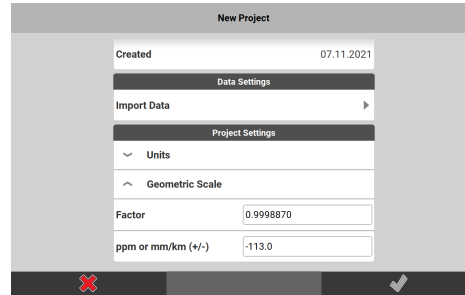 New Project
Created 07.11.2021
Data Settings
Import Data
Project Settings
Units
Geometric Scale
Factor 0.9998870
ppm or mm/km (+/-) -113.0